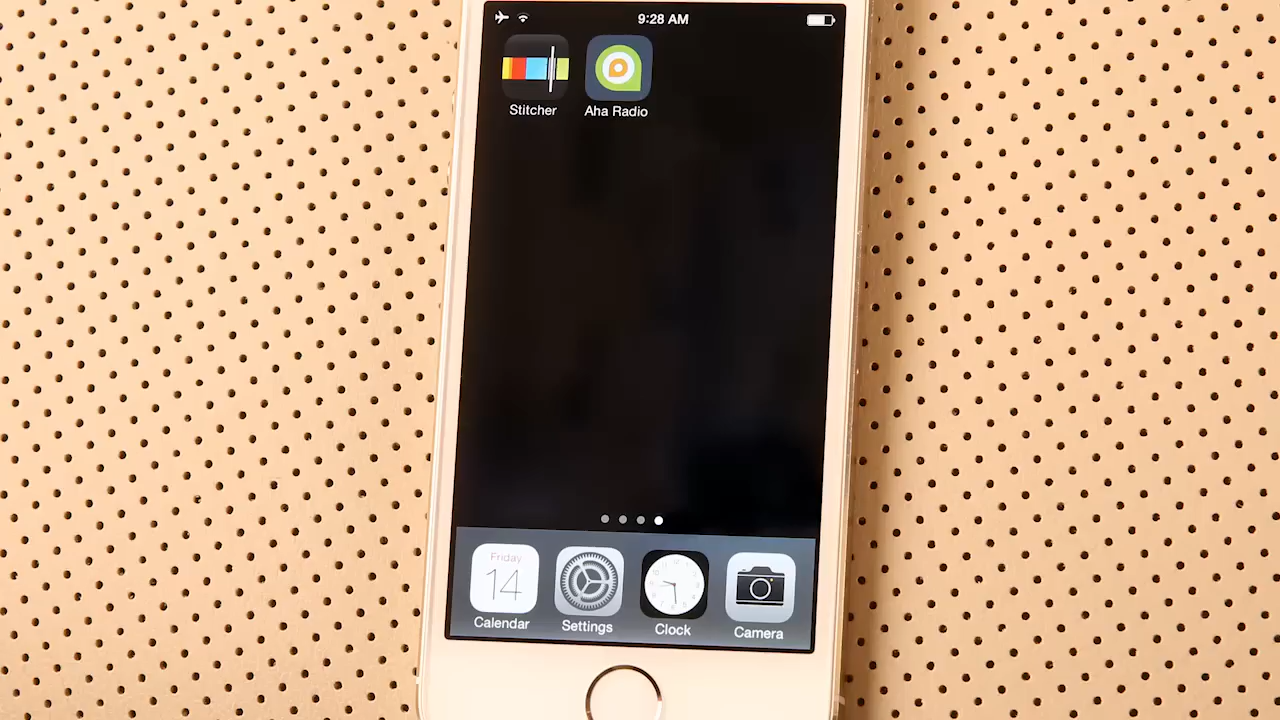 9:28 AM
Stitcher
Aha Radio
Friday
14
Calendar
Settings
Clock
Camera